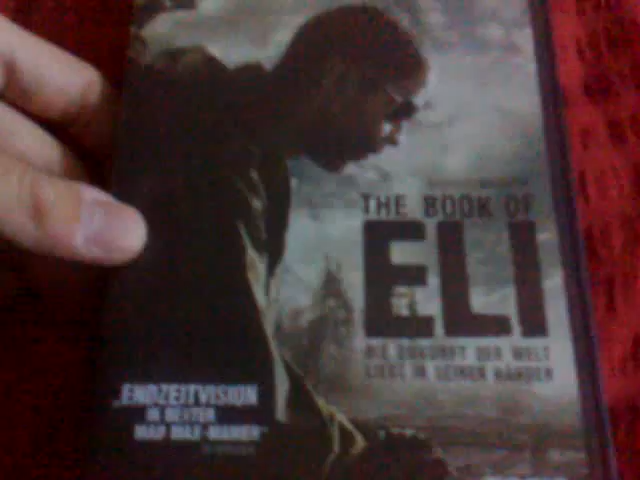 THE BOOK OF
ELI
DIE ZUKUNFT DER WELT
LIEGT IN SEINEN HÄNDEN
„ENDZEITVISION
IN BESTER
MAD MAX-MANIER“